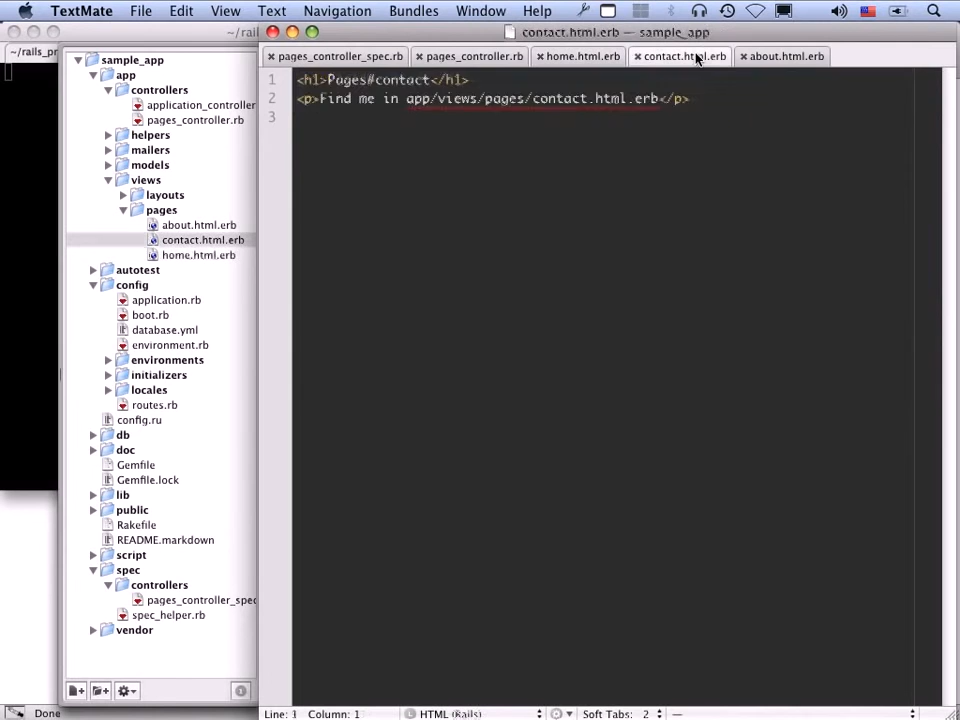 TextMate File Edit View Text Navigation Bundles Window Help
~/rail
contact.html.erb — sample_app
~/rails_pr
pages_controller_spec.rb pages_controller.rb home.html.erb contact.html.erb about.html.erb
sample_app
app
controllers
application_controller
pages_controller.rb
helpers
mailers
models
views
layouts
pages
about.html.erb
contact.html.erb
home.html.erb
autotest
config
application.rb
boot.rb
database.yml
environment.rb
environments
initializers
locales
routes.rb
config.ru
db
doc
Gemfile
Gemfile.lock
lib
public
Rakefile
README.markdown
script
spec
controllers
pages_controller_spec
spec_helper.rb
vendor
1 <h1>Pages#contact</h1>
2 <p>Find me in app/views/pages/contact.html.erb</p>
3
Done
Line: 1 Column: 1 HTML (Rails) Soft Tabs: 2 —